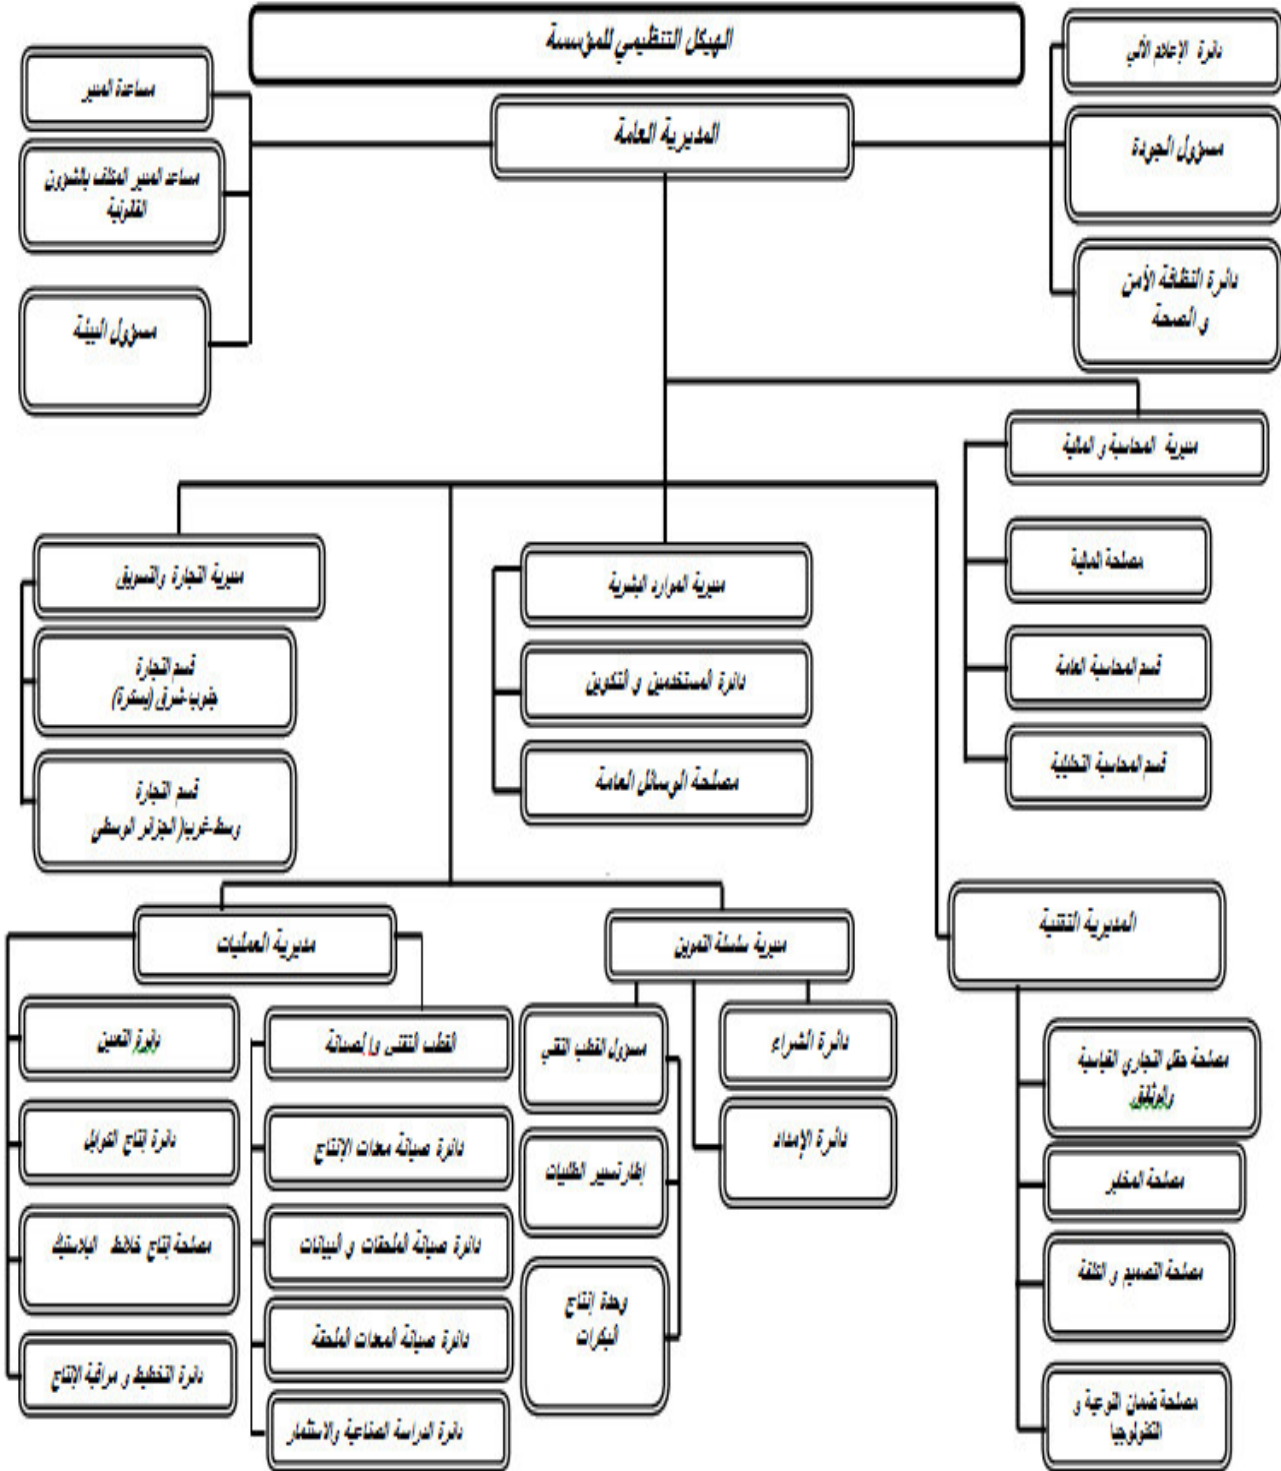 الهيكل التنظيمي للمؤسسة
دائرة الإعلام الألي
مساعدة المدير
المديرية العامة
مسؤول الجودة
مساعد المدير المكلف بالشؤون
القانونية
دائرة النظافة الأمن
و الصحة
مسؤول البيئة
مديرية المحاسبة و المالية
مصلحة المالية
قسم المحاسبة العامة
قسم المحاسبة التحليلية
مديرية الموارد البشرية
دائرة المستخدمين و التكوين
مصلحة الوسائل العامة
مديرية التجارة والتسويق
قسم التجارة
جنوب-شرق (بسكرة)
قسم التجارة
وسط-غرب( الجزائر الوسطى
المديرية التقنية
مصلحة حقل التجاري القياسية
والوثيق
مصلحة المخابر
مصلحة التصميم و التكلفة
مصلحة ضمان النوعية و
التكنولوجيا
مديرية سلسلة التموين
دائرة الشراء
دائرة الإمداد
مسؤول القطب التقني
إطار تسيير الطلبيات
وحدة إنتاج
البكرات
مديرية العمليات
القطب التقني والصيانة
دائرة صيانة معدات الإنتاج
دائرة صيانة الملحقات و البيانات
دائرة صيانة المعدات الملحقة
دائرة الدراسة الصناعية والاستثمار
دائرة
دائرة إنتاج الكوابل
مصلحة إنتاج خلائط البلاستيك
دائرة التخطيط و مراقبة الإنتاج